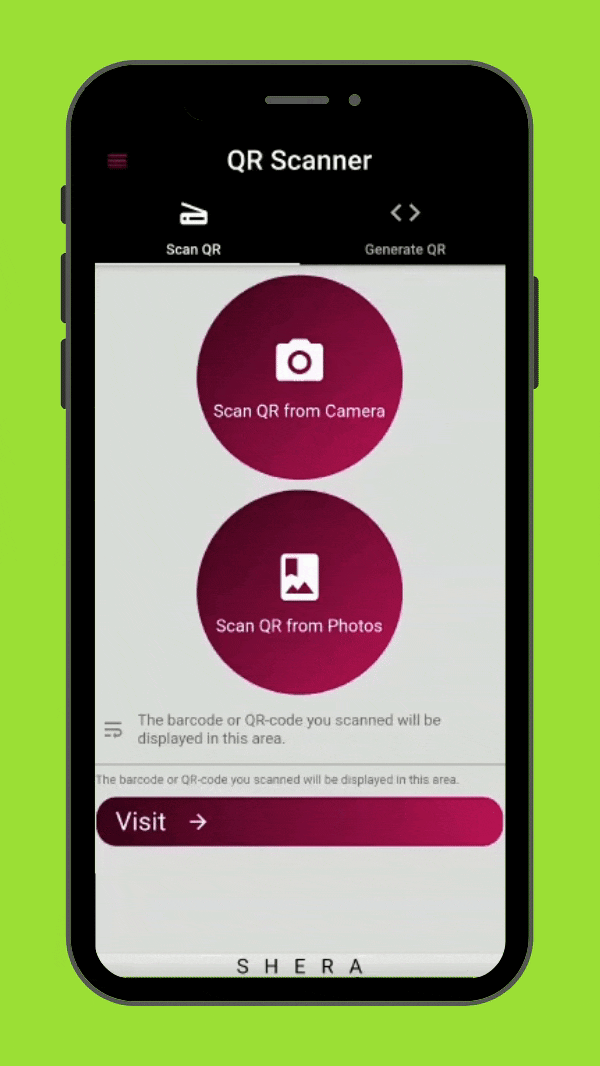 QR Scanner
Scan QR
Generate QR
Scan QR from Camera
Scan QR from Photos
The barcode or QR-code you scanned will be
displayed in this area.
The barcode or QR-code you scanned will be displayed in this area.
Visit
S H E R A